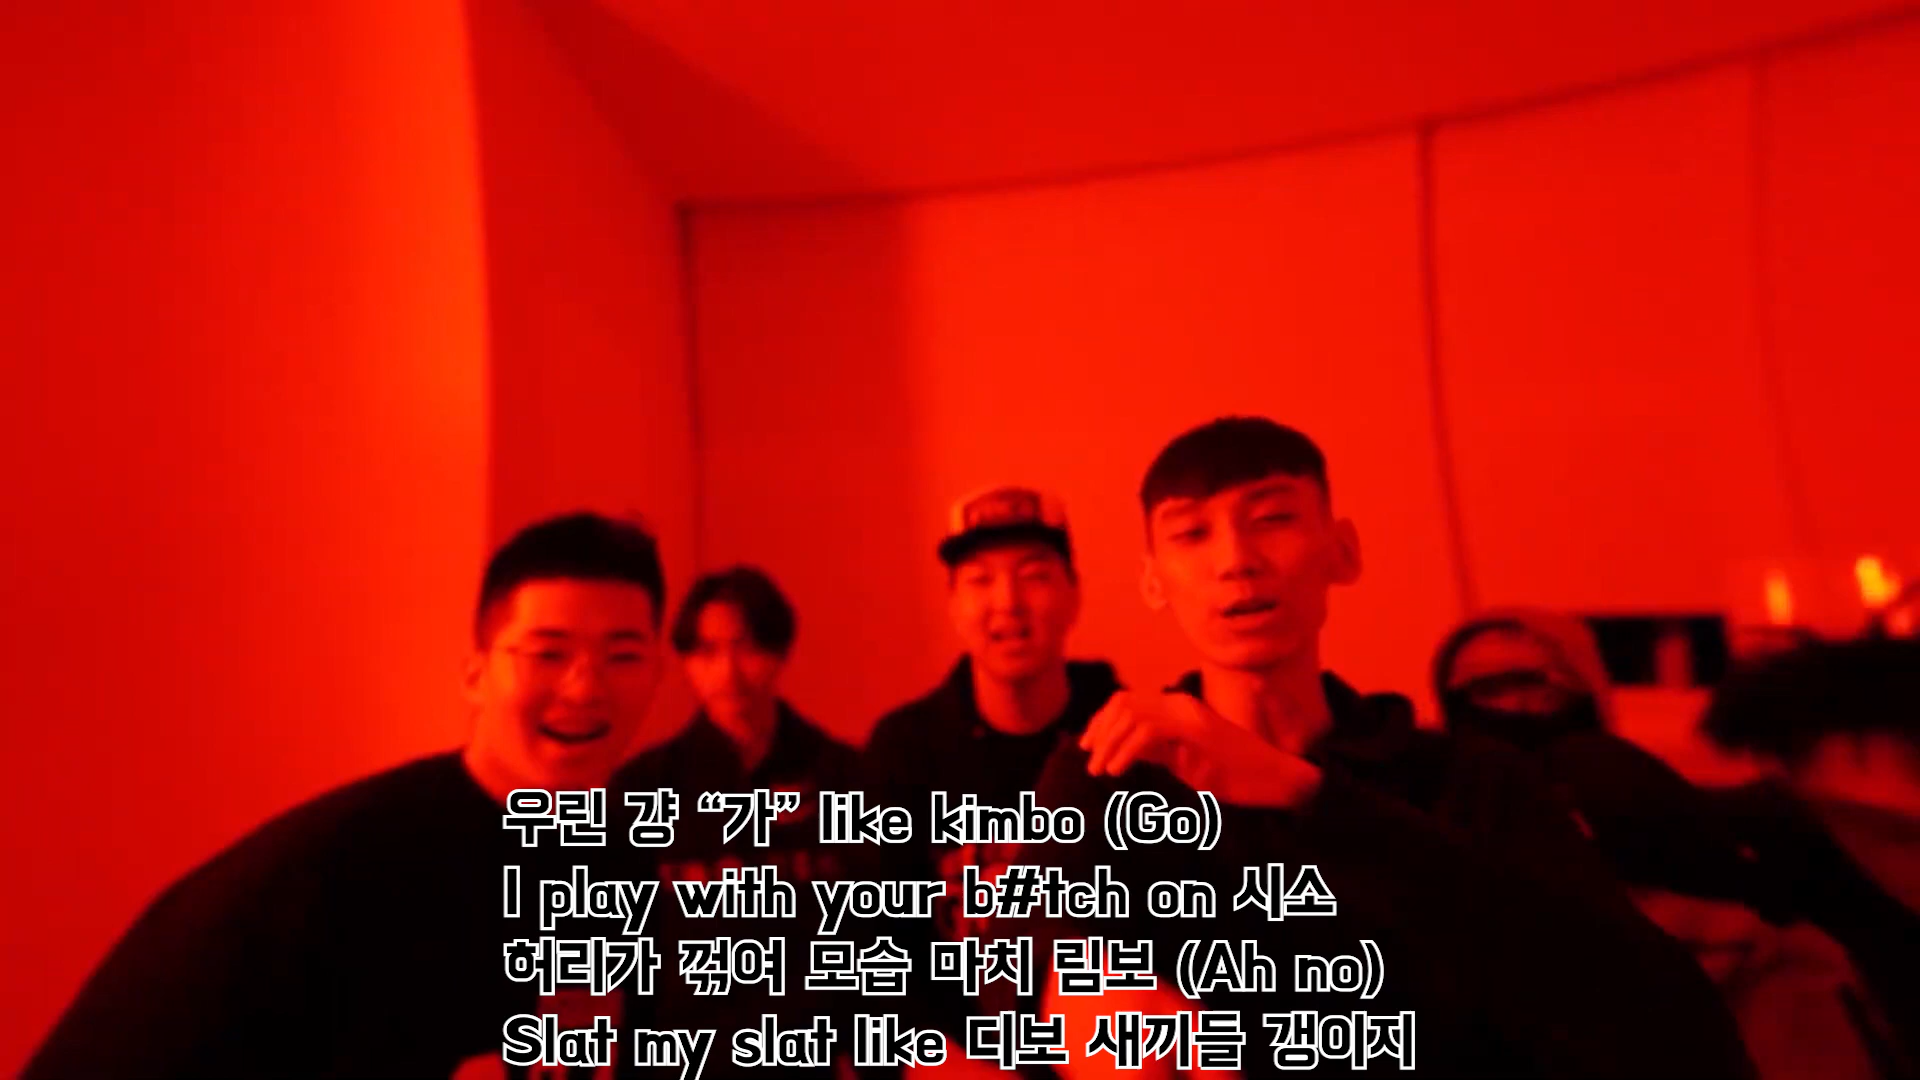 우린 걍 “가” like kimbo (Go)
I play with your b#tch on 시소
허리가 꺾여 모습 마치 림보 (Ah no)
Slat my slat like 디보 새끼들 갱이지